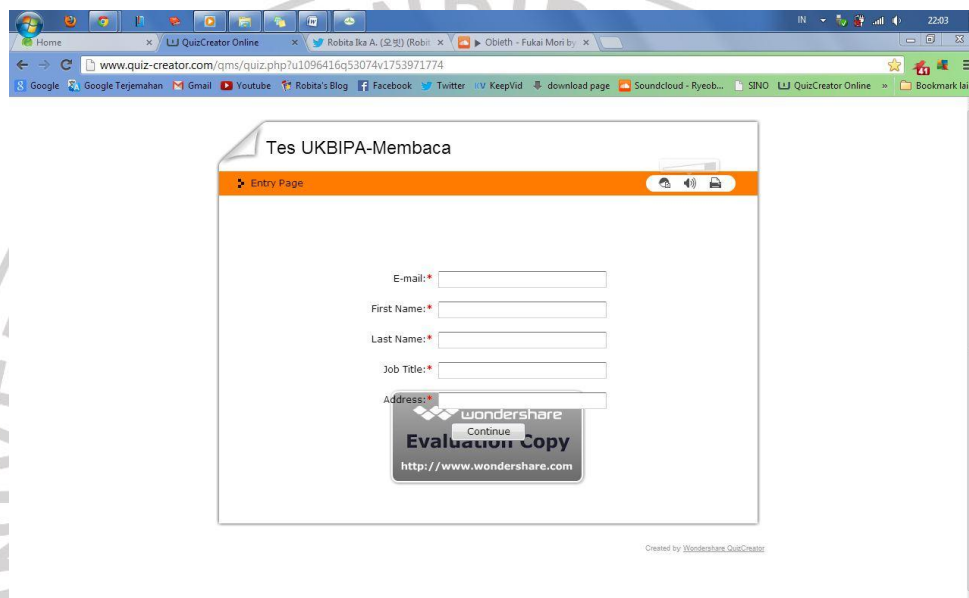 IN 22:03
Home
QuizCreator Online
Robita Ika A. (오빗) (Robit
Obieth - Fukai Mori by
www.quiz-creator.com/qms/quiz.php?u1096416q53074v1753971774
41
Google Google Terjemahan Gmail Youtube Robita's Blog Facebook Twitter KeepVid download page Soundcloud - Ryeob... SINO QuizCreator Online » Bookmark lai
Tes UKBIPA-Membaca
Entry Page
E-mail:*
First Name:*
Last Name:*
Job Title:*
Address:*
wondershare
Continue
Evaluation Copy
http://www.wondershare.com
Created by Wondershare QuizCreator